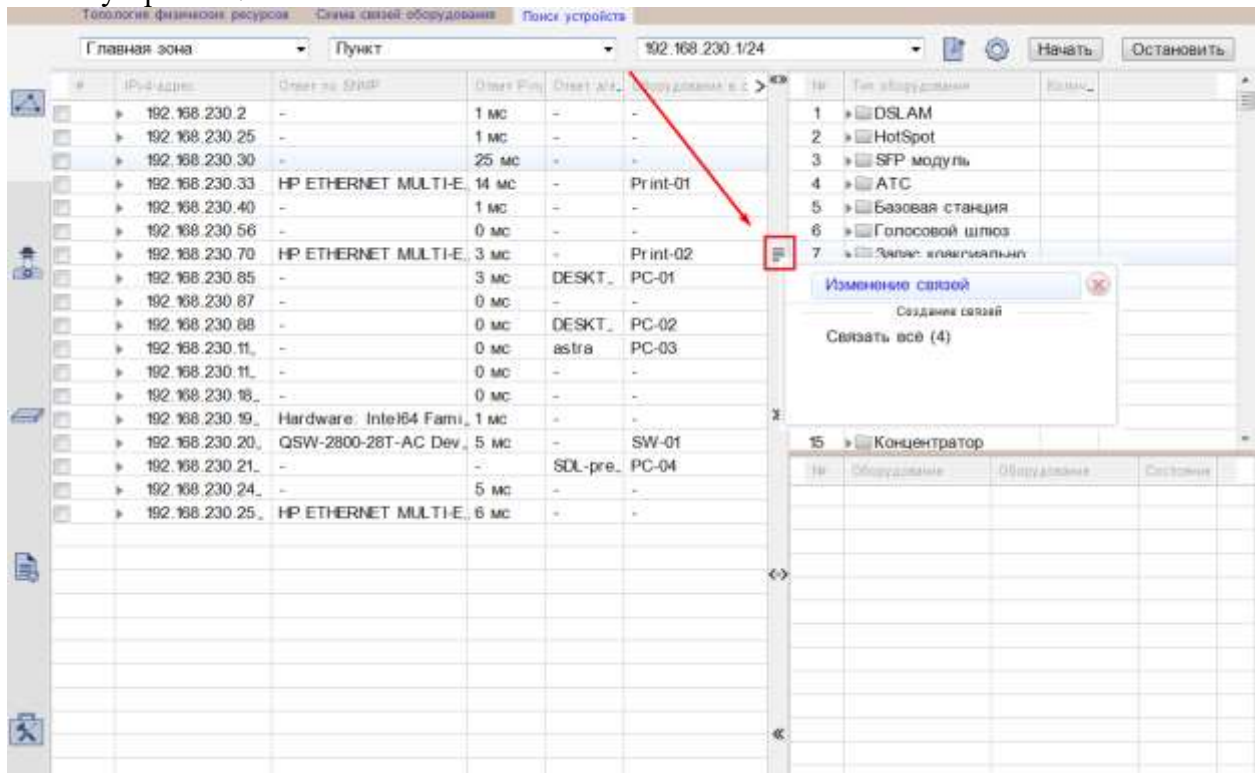 Топология физических ресурсов Схема связей оборудования Поиск устройств
Главная зона Пункт 192.168.230.1/24 Начать Остановить
# IPv4-адрес Ответ по SNMP Ответ Ping Ответ № Тип оборудования
192.168.230.2 - 1 мс - - 1 DSLAM
192.168.230.25 - 1 мс - - 2 HotSpot
192.168.230.30 - 25 мс - - 3 SFP модуль
192.168.230.33 HP ETHERNET MULTI-E.. 14 мс - Print-01 4 АТС
192.168.230.40 - 1 мс - - 5 Базовая станция
192.168.230.56 - 0 мс - - 6 Голосовой шлюз
192.168.230.70 HP ETHERNET MULTI-E.. 3 мс - Print-02 7 Запас коаксиально
192.168.230.85 - 3 мс DESKT.. PC-01
192.168.230.87 - 0 мс - -
192.168.230.88 - 0 мс DESKT.. PC-02
192.168.230.11.. - 0 мс astra PC-03
192.168.230.11.. - 0 мс - -
192.168.230.18.. - 0 мс - -
192.168.230.19.. Hardware: Intel64 Fami.. 1 мс - -
192.168.230.20.. QSW-2800-28T-AC Dev.. 5 мс - SW-01 15 Концентратор
192.168.230.21.. - - SDL-pre.. PC-04
192.168.230.24.. - 5 мс - -
192.168.230.25.. HP ETHERNET MULTI-E.. 6 мс - -
Изменение связей
Создание связей
Связать всё (4)
№ Оборудование Оборудование Состояние